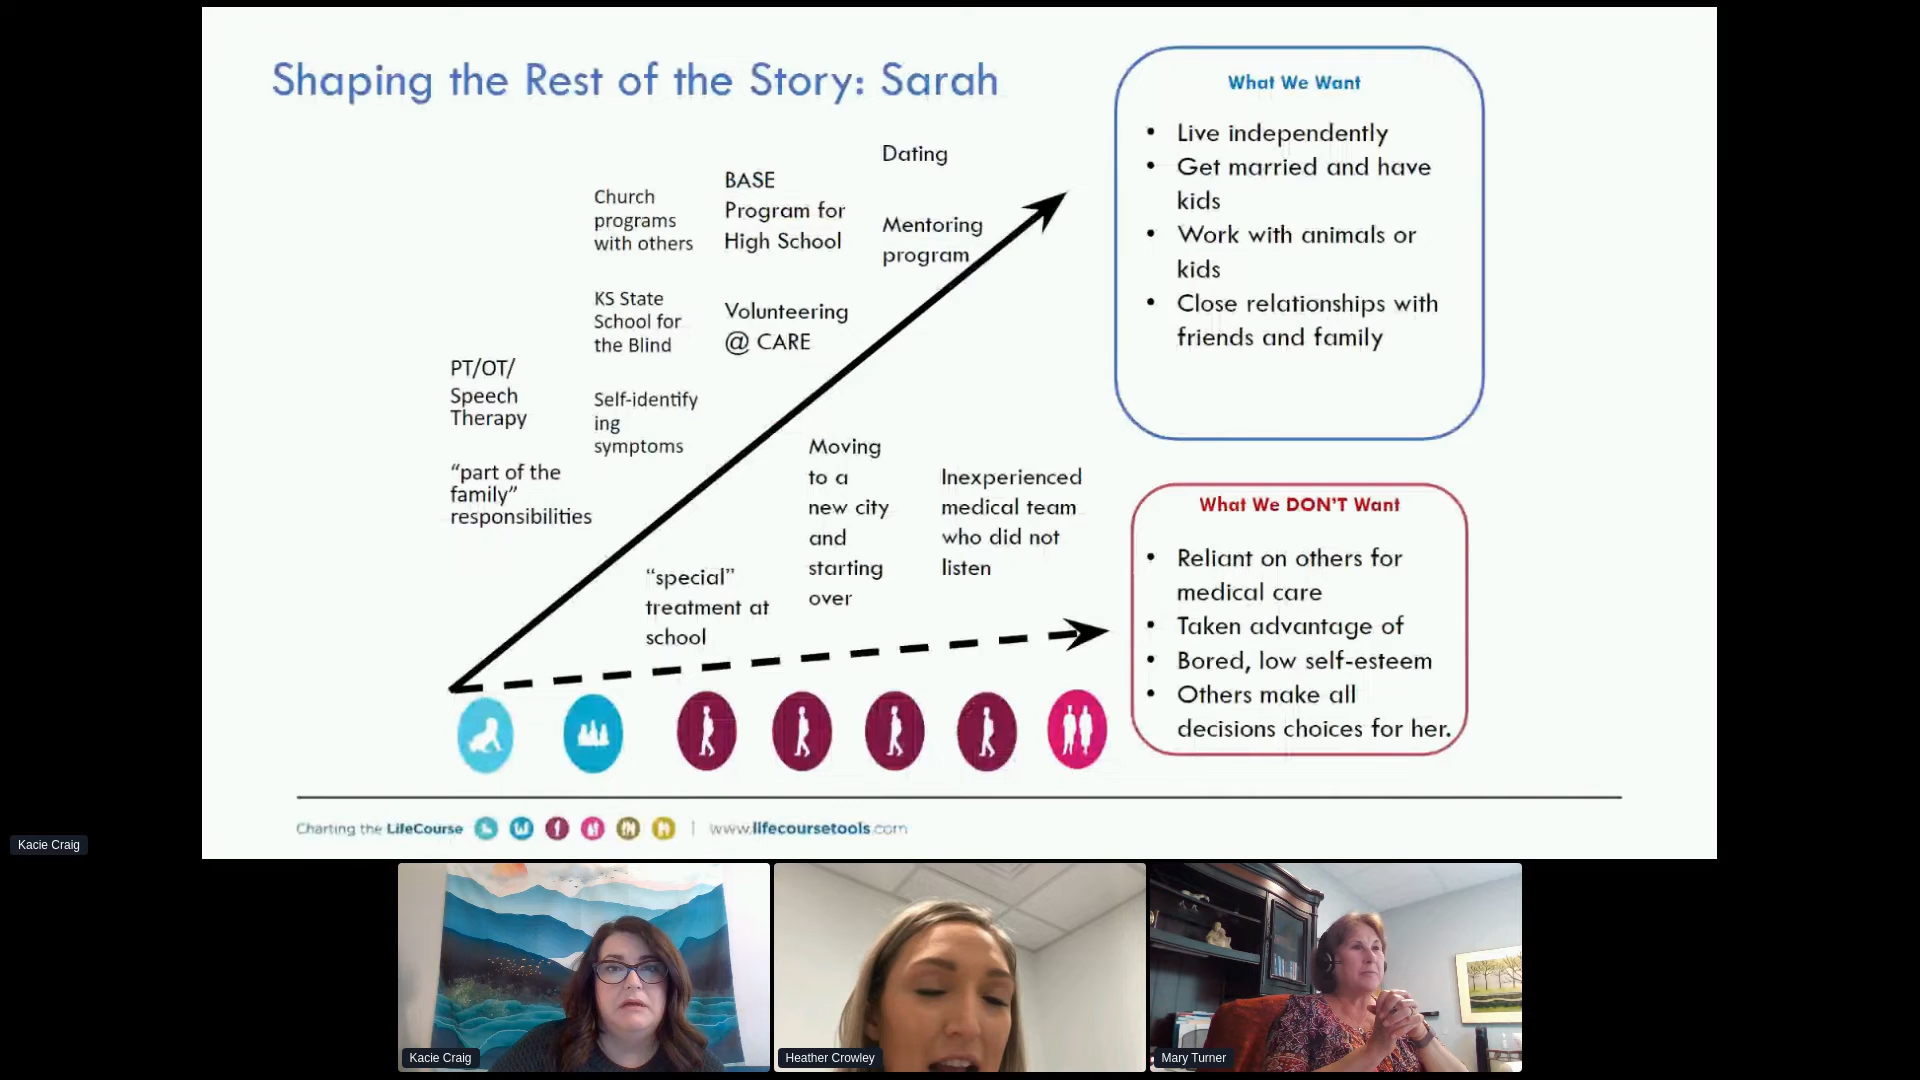 Shaping the Rest of the Story: Sarah
What We Want
• Live independently
• Get married and have
kids
• Work with animals or
kids
• Close relationships with
friends and family
Dating
Mentoring
program
BASE
Program for
High School
Volunteering
@ CARE
Church
programs
with others
KS State
School for
the Blind
Self-identify
ing
symptoms
PT/OT/
Speech
Therapy
“part of the
family”
responsibilities
“special”
treatment at
school
Moving
to a
new city
and
starting
over
Inexperienced
medical team
who did not
listen
What We DON'T Want
• Reliant on others for
medical care
• Taken advantage of
• Bored, low self-esteem
• Others make all
decisions choices for her.
Charting the LifeCourse | www.lifecoursetools.com
Kacie Craig
Kacie Craig
Heather Crowley
Mary Turner